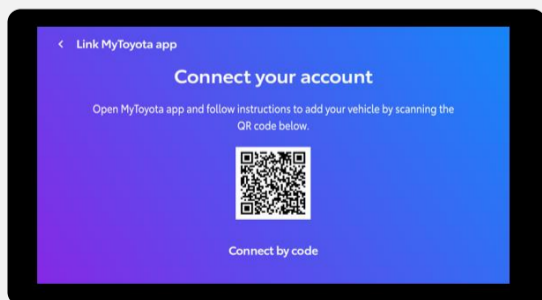 < Link MyToyota app
Connect your account
Open MyToyota app and follow instructions to add your vehicle by scanning the
QR code below.
Connect by code